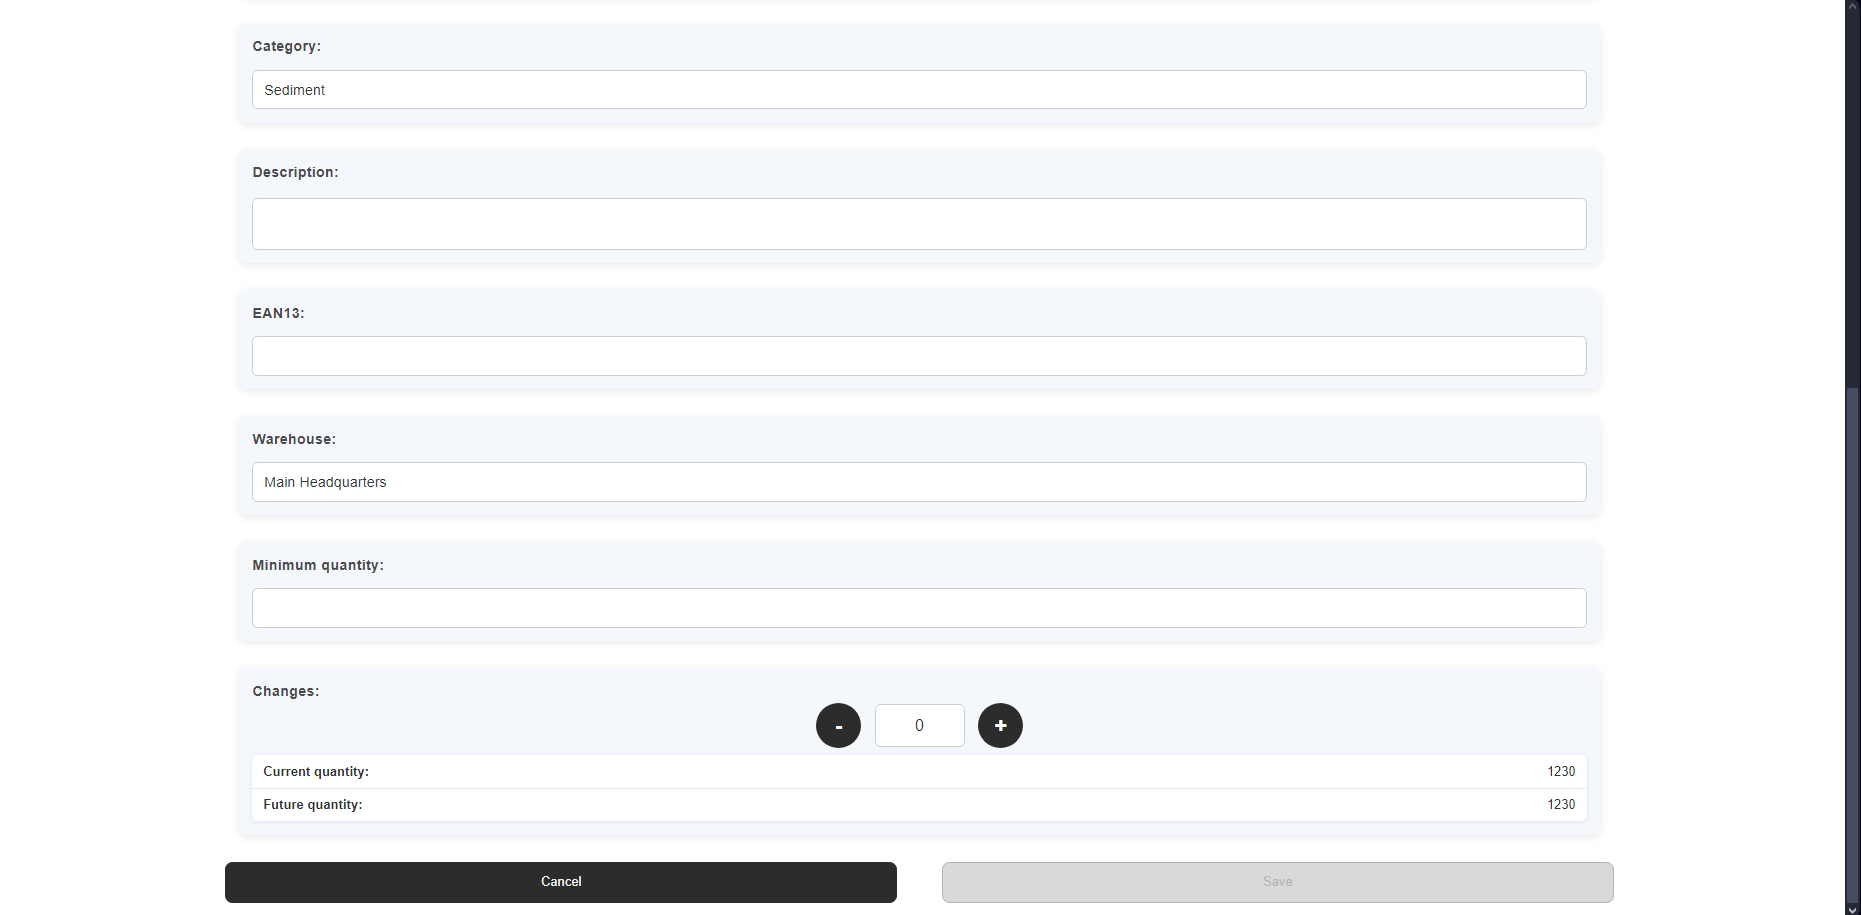 Category:
Sediment
Description:
EAN13:
Warehouse:
Main Headquarters
Minimum quantity:
Changes:
- 0 +
Current quantity: 1230
Future quantity: 1230
Cancel Save